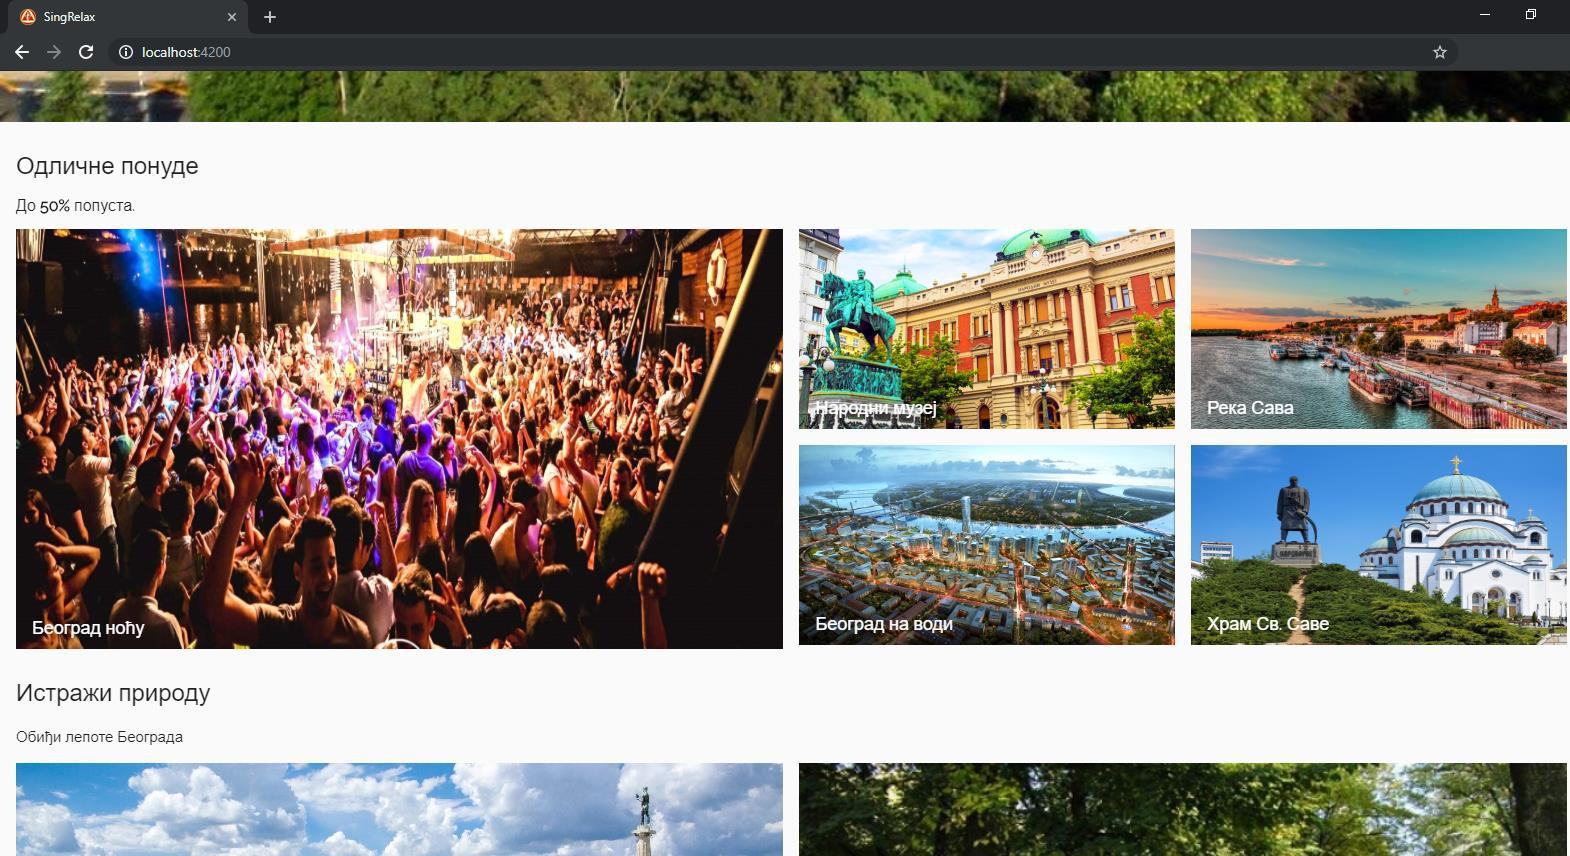 SingRelax
localhost:4200
Одличне понуде
До 50% попуста.
Београд ноћу
Народни музеј
Река Сава
Београд на води
Храм Св. Саве
Истражи природу
Обиђи лепоте Београда